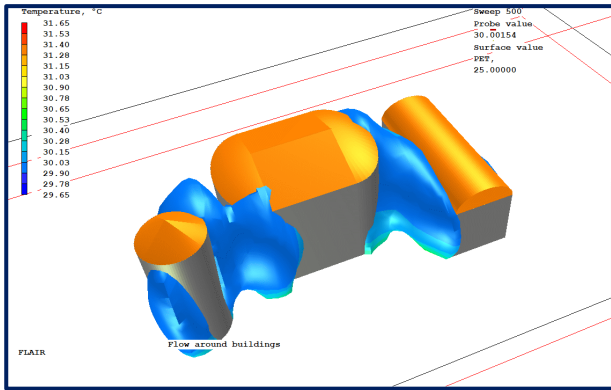 Temperature, °C
31.65
31.53
31.40
31.28
31.15
31.03
30.90
30.78
30.65
30.53
30.40
30.28
30.15
30.03
29.90
29.78
29.65
Sweep 500
Probe value
30.00154
Surface value
PET,
25.00000
Flow around buildings
FLAIR